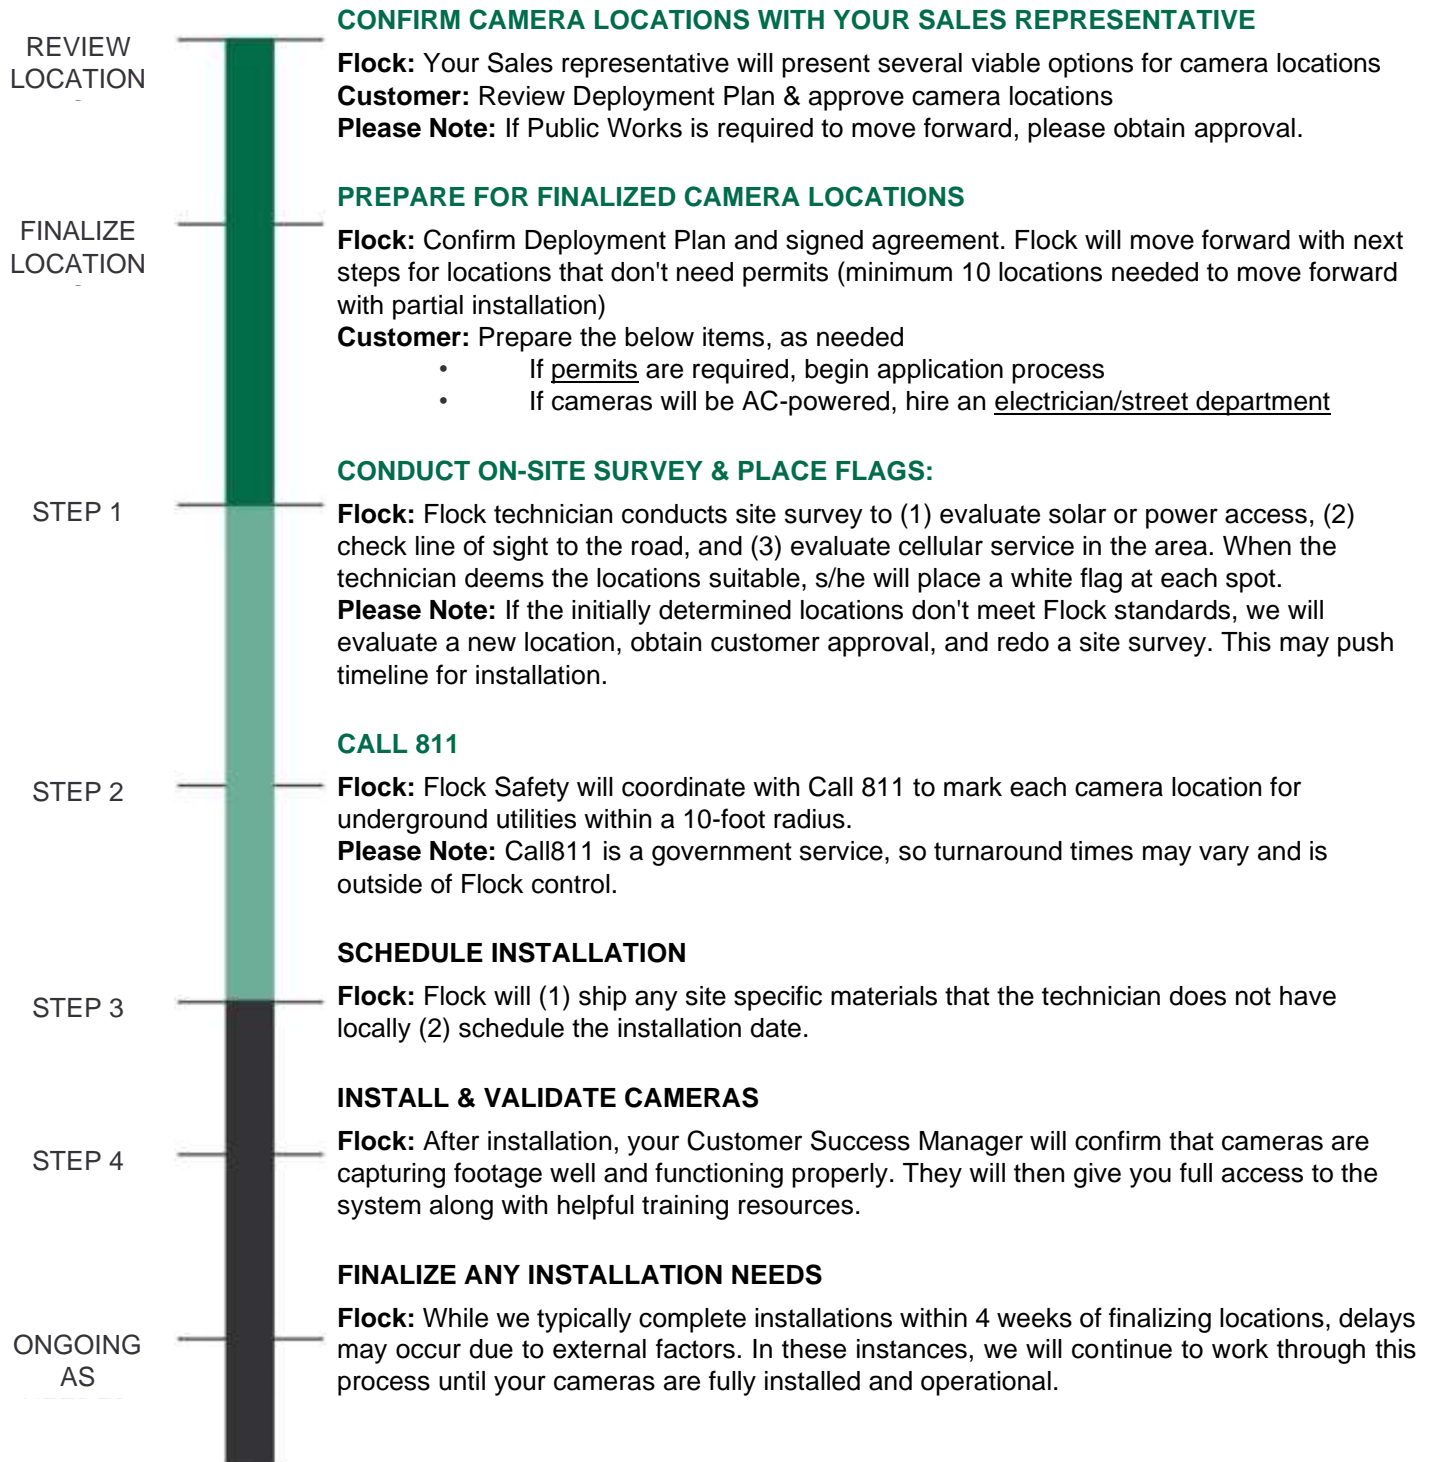 CONFIRM CAMERA LOCATIONS WITH YOUR SALES REPRESENTATIVE
REVIEW
LOCATION
Flock: Your Sales representative will present several viable options for camera locations
Customer: Review Deployment Plan & approve camera locations
Please Note: If Public Works is required to move forward, please obtain approval.
PREPARE FOR FINALIZED CAMERA LOCATIONS
FINALIZE
LOCATION
Flock: Confirm Deployment Plan and signed agreement. Flock will move forward with next
steps for locations that don't need permits (minimum 10 locations needed to move forward
with partial installation)
Customer: Prepare the below items, as needed
• If permits are required, begin application process
• If cameras will be AC-powered, hire an electrician/street department
CONDUCT ON-SITE SURVEY & PLACE FLAGS:
STEP 1
Flock: Flock technician conducts site survey to (1) evaluate solar or power access, (2)
check line of sight to the road, and (3) evaluate cellular service in the area. When the
technician deems the locations suitable, s/he will place a white flag at each spot.
Please Note: If the initially determined locations don't meet Flock standards, we will
evaluate a new location, obtain customer approval, and redo a site survey. This may push
timeline for installation.
CALL 811
STEP 2
Flock: Flock Safety will coordinate with Call 811 to mark each camera location for
underground utilities within a 10-foot radius.
Please Note: Call811 is a government service, so turnaround times may vary and is
outside of Flock control.
SCHEDULE INSTALLATION
STEP 3
Flock: Flock will (1) ship any site specific materials that the technician does not have
locally (2) schedule the installation date.
INSTALL & VALIDATE CAMERAS
STEP 4
Flock: After installation, your Customer Success Manager will confirm that cameras are
capturing footage well and functioning properly. They will then give you full access to the
system along with helpful training resources.
FINALIZE ANY INSTALLATION NEEDS
ONGOING
AS
Flock: While we typically complete installations within 4 weeks of finalizing locations, delays
may occur due to external factors. In these instances, we will continue to work through this
process until your cameras are fully installed and operational.